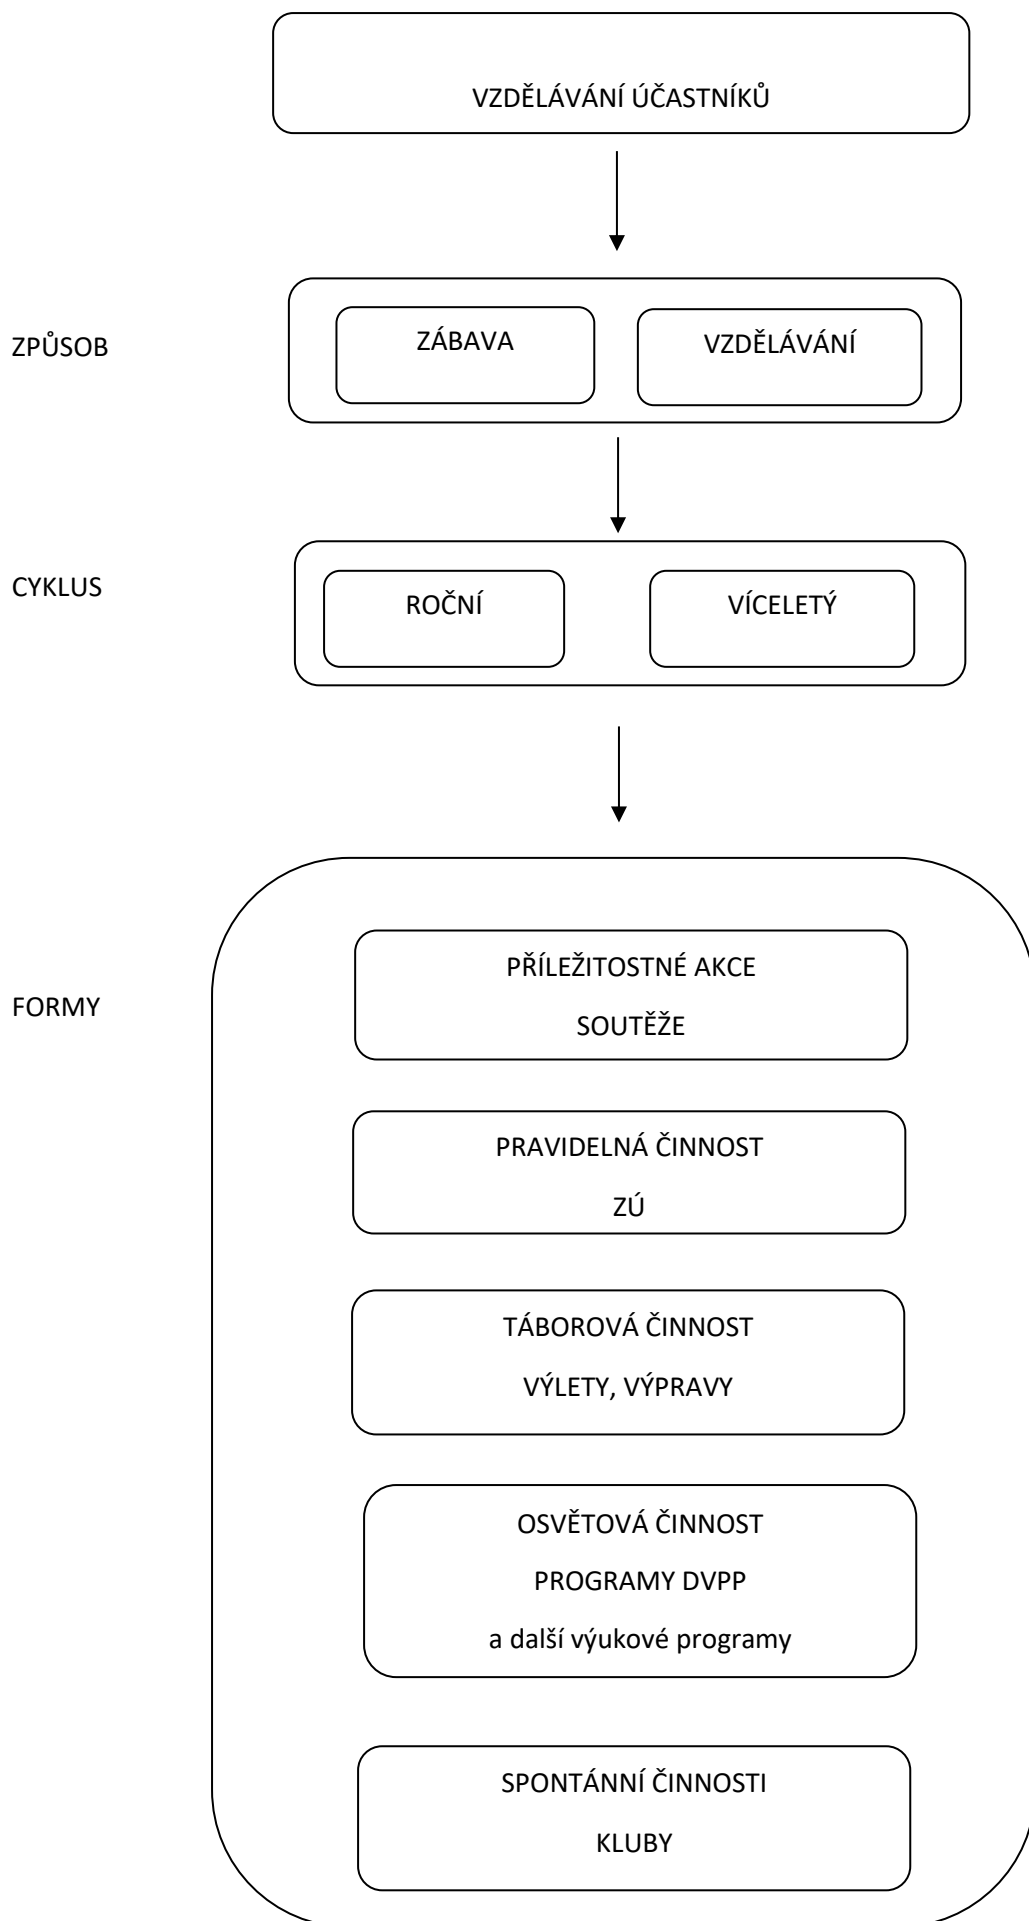 VZDĚLÁVÁNÍ ÚČASTNÍKŮ
ZPŮSOB
ZÁBAVA
VZDĚLÁVÁNÍ
CYKLUS
ROČNÍ
VÍCELETÝ
FORMY
PŘÍLEŽITOSTNÉ AKCE
SOUTĚŽE
PRAVIDELNÁ ČINNOST
ZÚ
TÁBOROVÁ ČINNOST
VÝLETY, VÝPRAVY
OSVĚTOVÁ ČINNOST
PROGRAMY DVPP
a další výukové programy
SPONTÁNNÍ ČINNOSTI
KLUBY